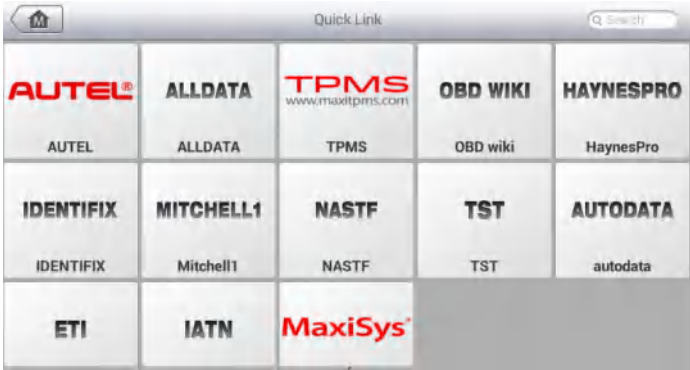 M
Quick Link
Search
AUTEL®
ALLDATA
TPMS
www.maxitpms.com
OBD WIKI
HAYNESPRO
AUTEL
ALLDATA
TPMS
OBD wiki
HaynesPro
IDENTIFIX
MITCHELL1
NASTF
TST
AUTODATA
IDENTIFIX
Mitchell1
NASTF
TST
autodata
ETI
IATN
MaxiSys